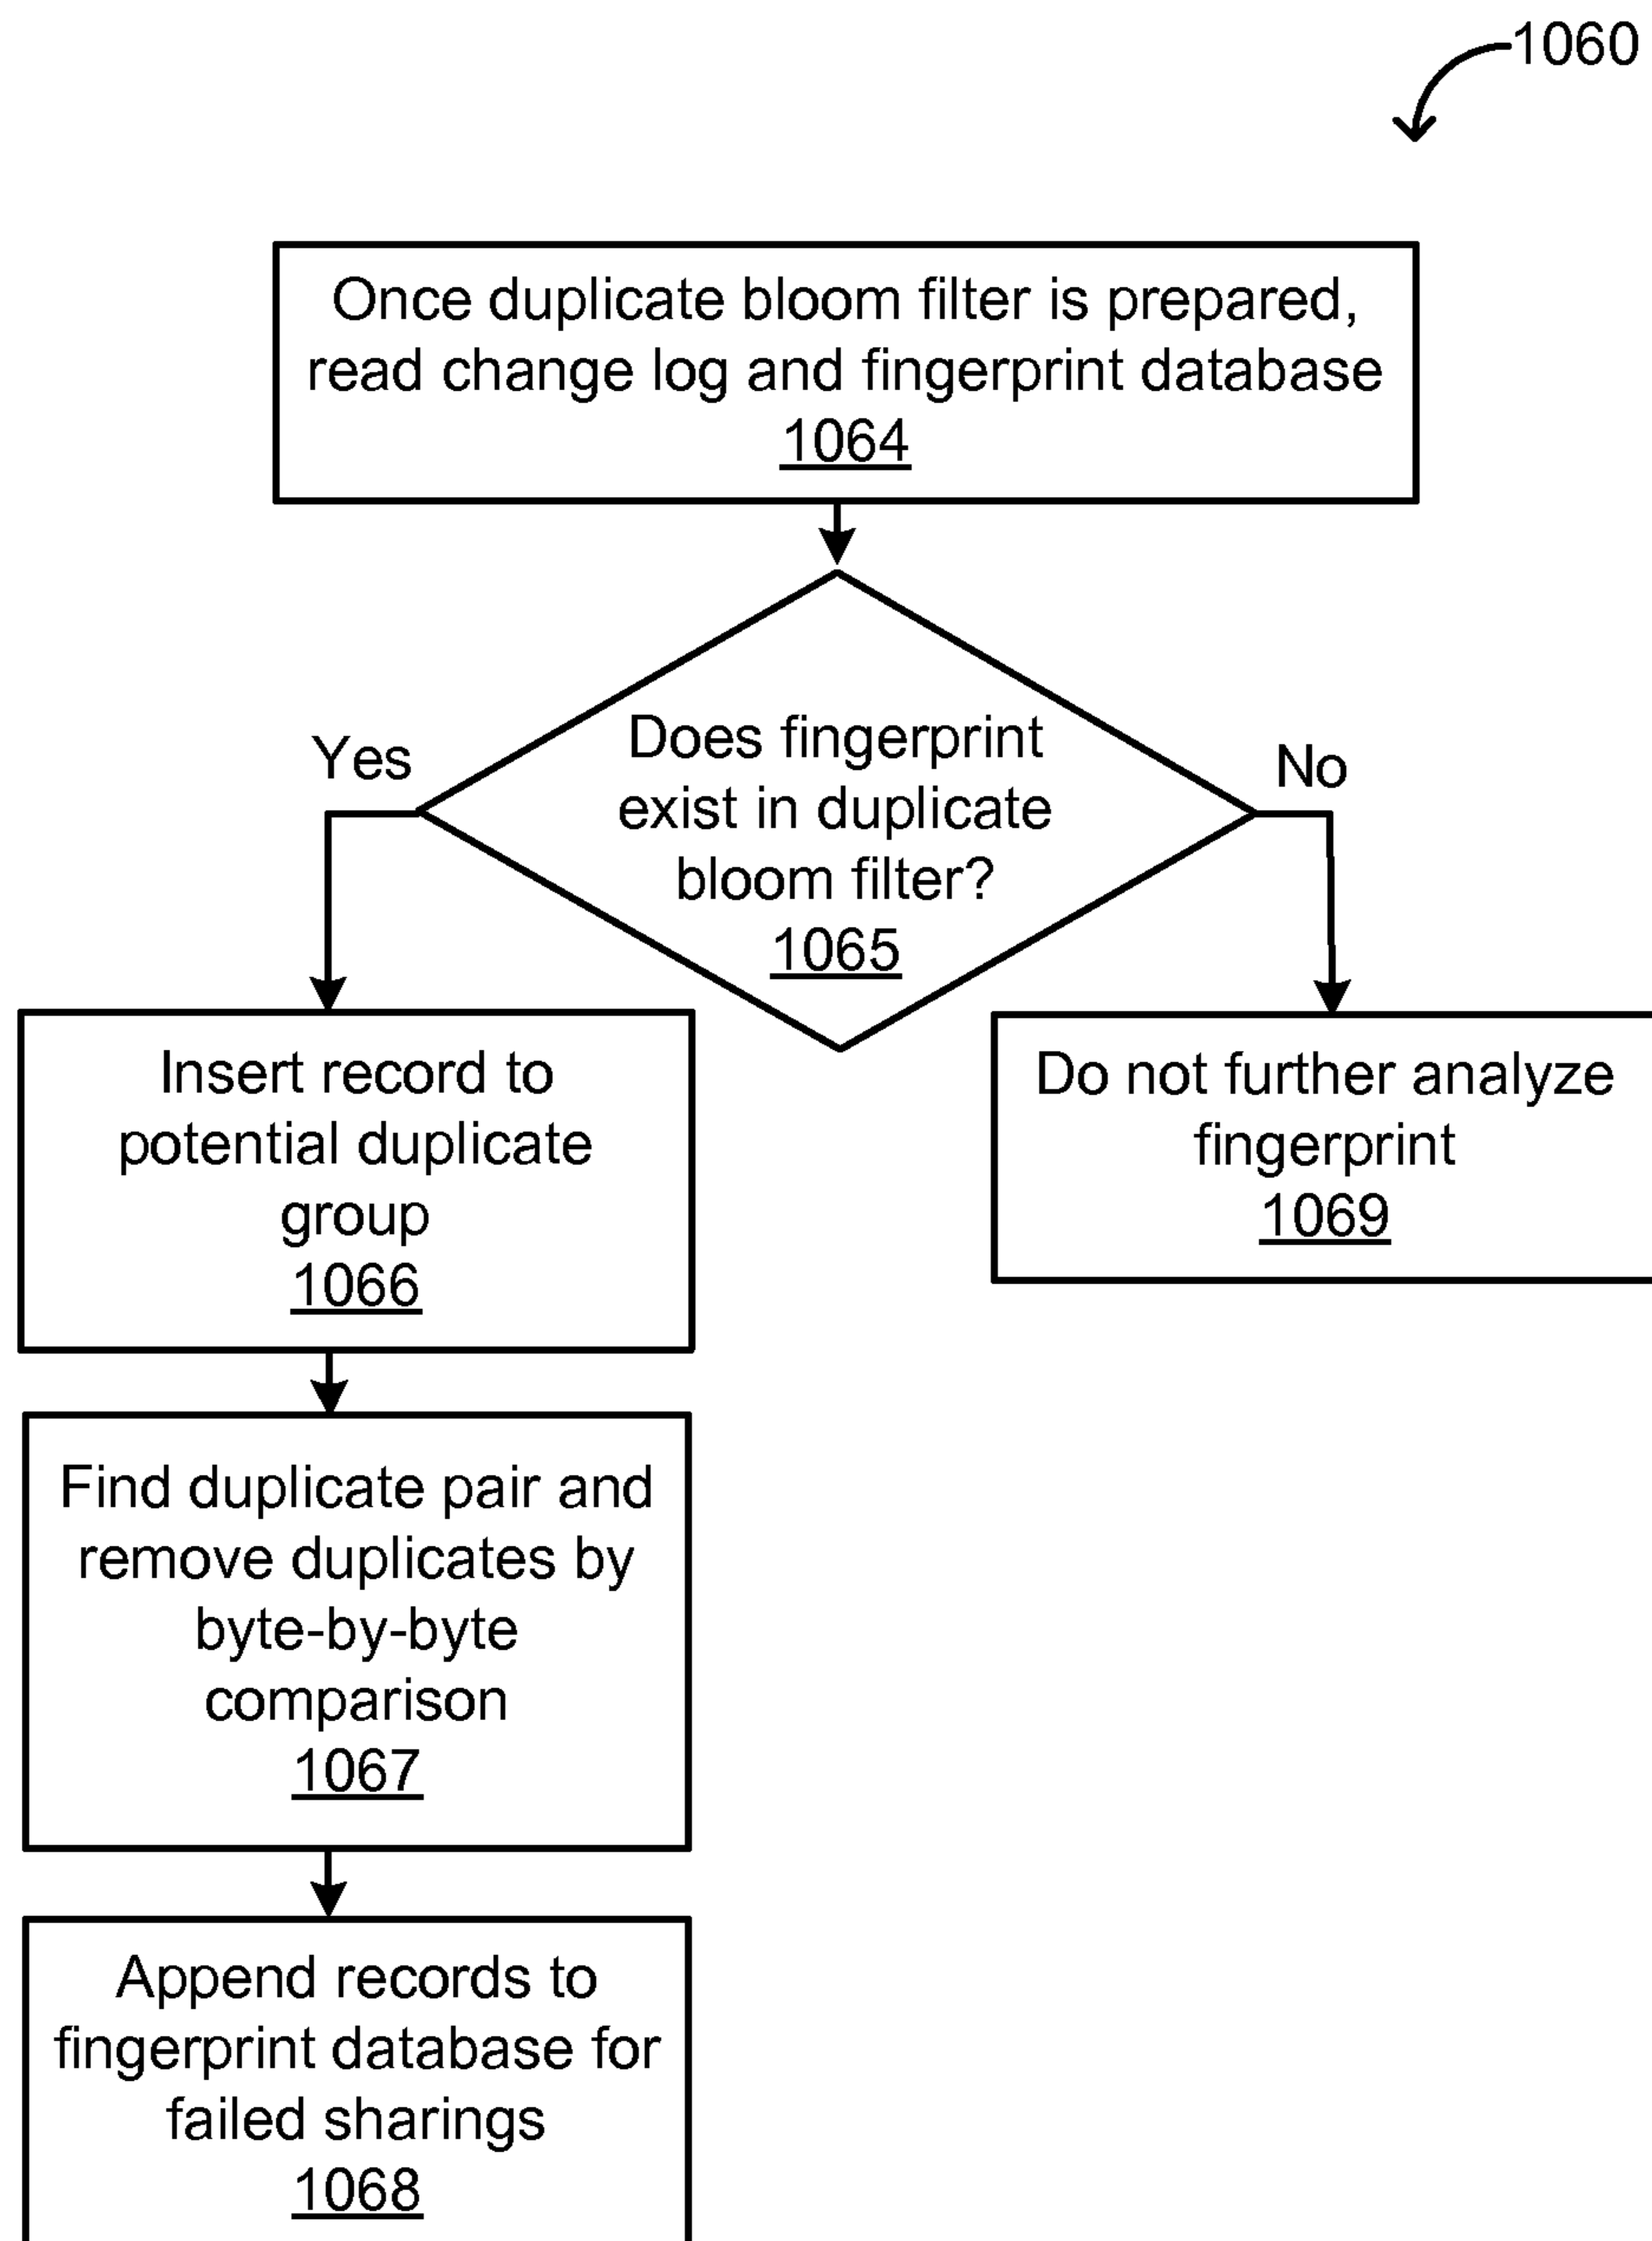 1060
Once duplicate bloom filter is prepared,
read change log and fingerprint database
1064
Does fingerprint
exist in duplicate
bloom filter?
1065
Yes
No
Insert record to
potential duplicate
group
1066
Do not further analyze
fingerprint
1069
Find duplicate pair and
remove duplicates by
byte-by-byte
comparison
1067
Append records to
fingerprint database for
failed sharings
1068